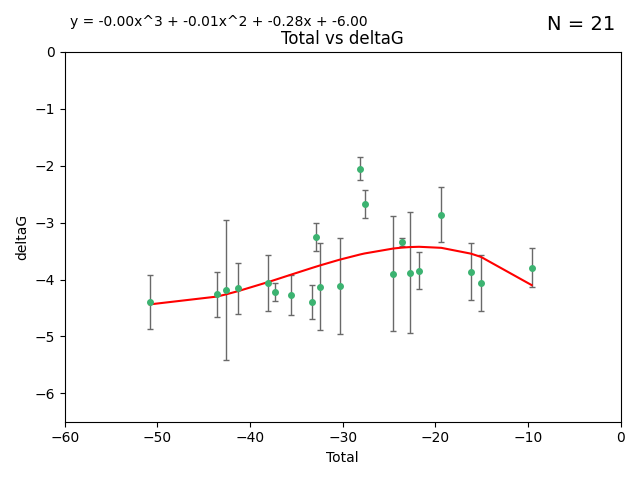 y = -0.00x^3 + -0.01x^2 + -0.28x + -6.00
N = 21
Total vs deltaG
0
−1
−2
−3
−4
−5
−6
deltaG
−60 −50 −40 −30 −20 −10 0
Total